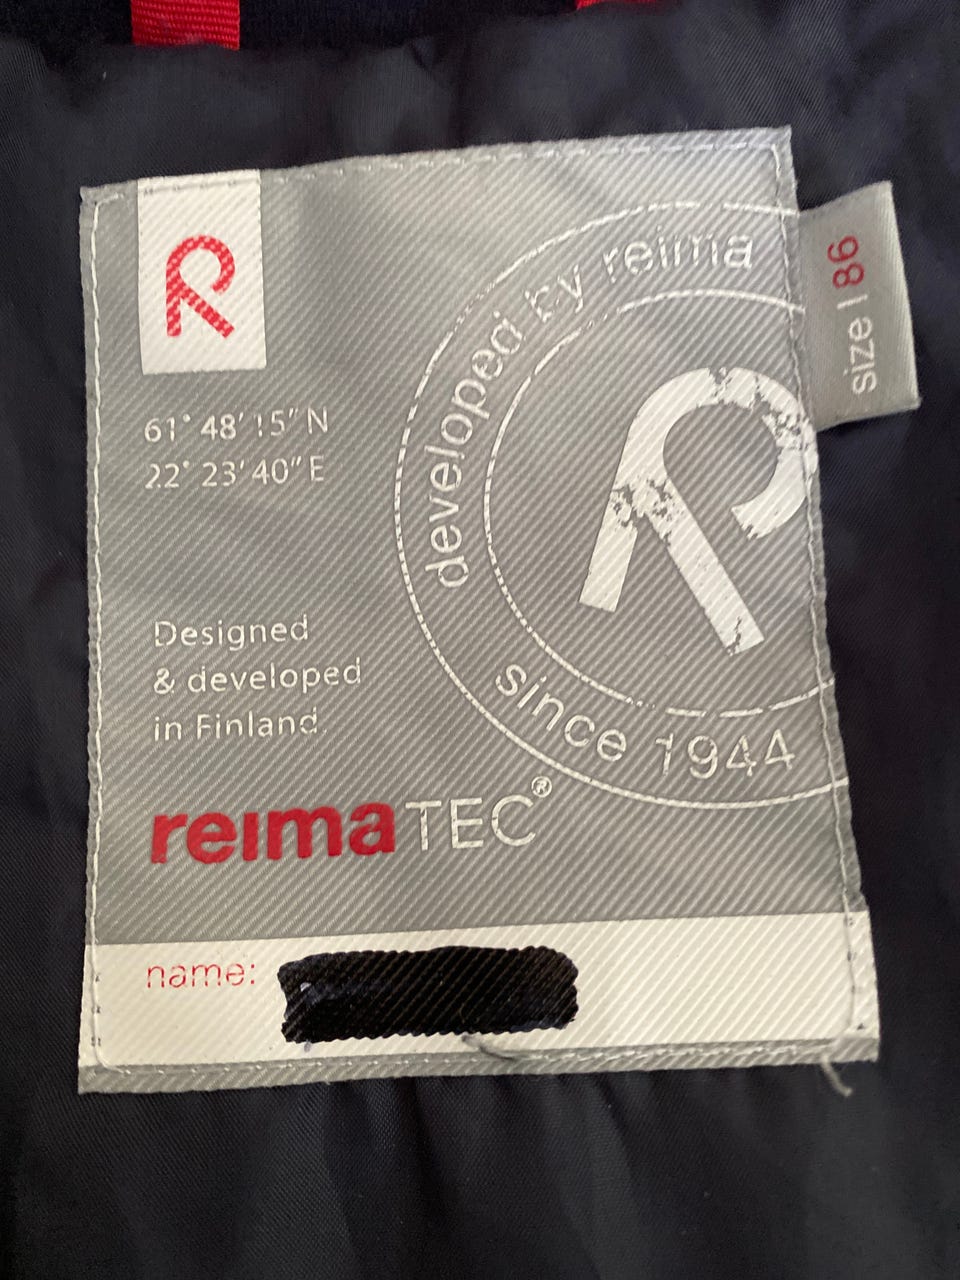 R
61° 48' 15" N
22° 23' 40" E
developed by reima
R
since 1944
size | 86
Designed
& developed
in Finland.
reimaTEC®
name: